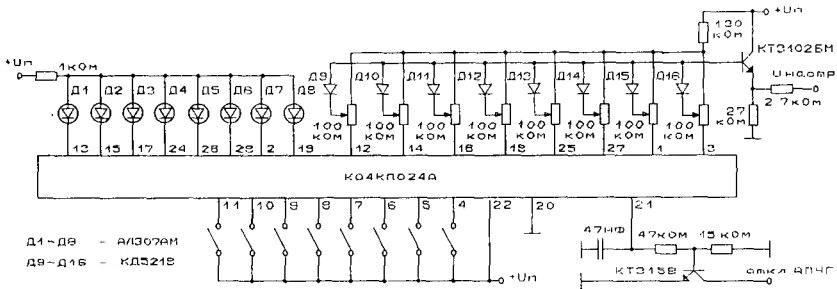 +Uп
130 кОм
КТ3102БМ
+Uп
1кОм
Д1 Д2 Д3 Д4 Д5 Д6 Д7 Д8
Д9 Д10 Д11 Д12 Д13 Д14 Д15 Д16
Uнастр
2.7кОм
27 кОм
100 кОм 100 кОм 100 кОм 100 кОм 100 кОм 100 кОм 100 кОм 100 кОм
13 15 17 24 26 28 2 19 12 14 16 18 25 27 1 3
КФ4КП024А
11 10 9 8 7 6 5 4 22 20 21
Д1-Д8 - АЛ307АМ
Д9-Д16 - КД521В
+Uп
47НФ 47кОм 15кОм
КТ315В
откл АПЧГ